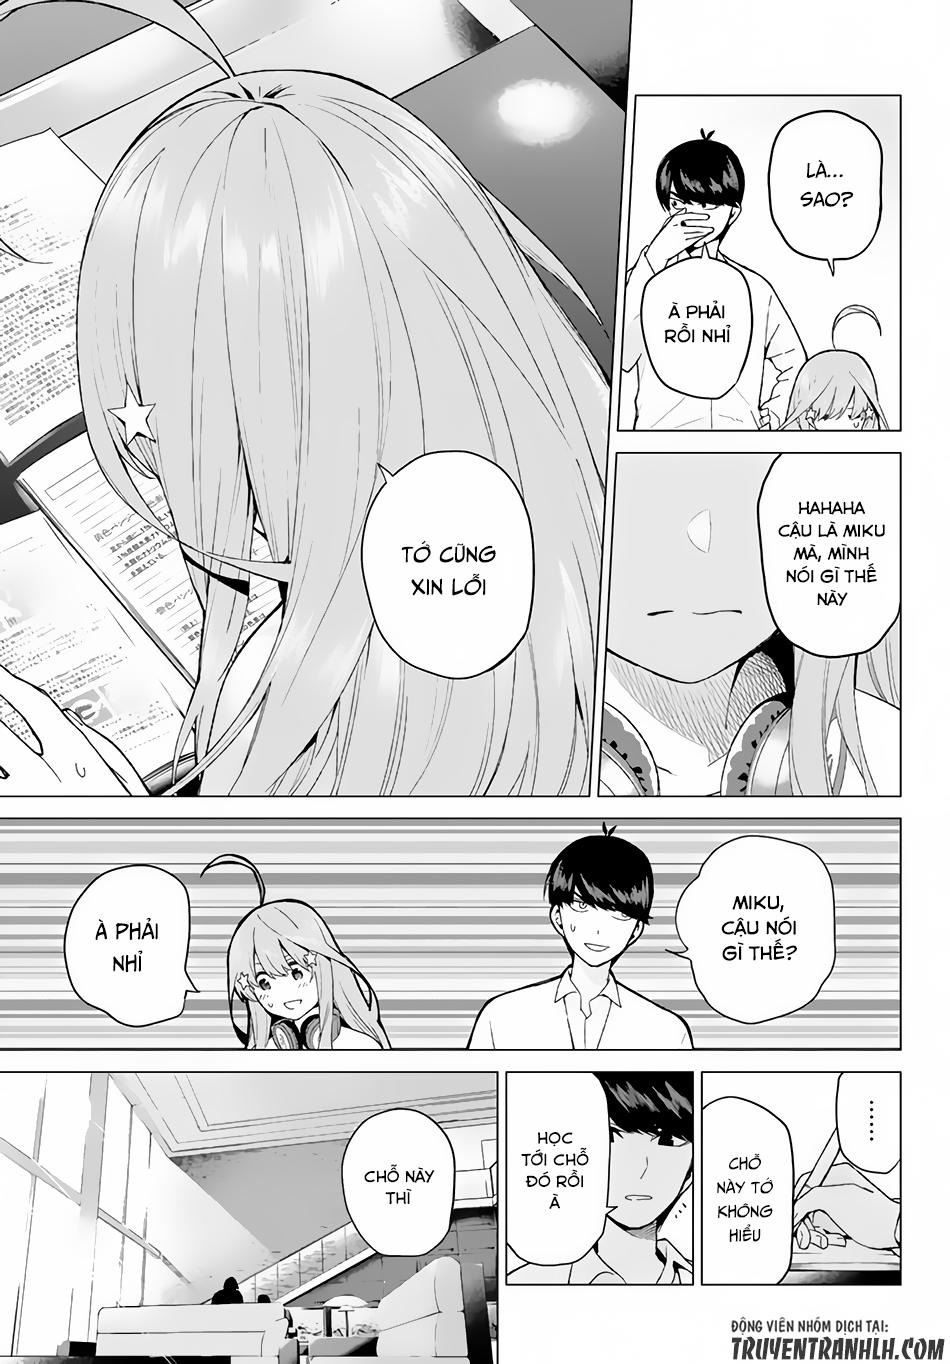 LÀ...
SAO?
À PHẢI
RỒI NHỈ
HAHAHA
CẬU LÀ MIKU
MÀ, MÌNH
NÓI GÌ THẾ
NÀY
TỚ CŨNG
XIN LỖI
MIKU,
CẬU NÓI
GÌ THẾ?
À PHẢI
NHỈ
......
CHỖ
NÀY TỚ
KHÔNG
HIỂU
HỌC
TỚI CHỖ
ĐÓ RỒI
À
CHỖ NÀY
THÌ
ĐỘNG VIÊN NHÓM DỊCH TẠI:
TRUYENTRANHLH.COM